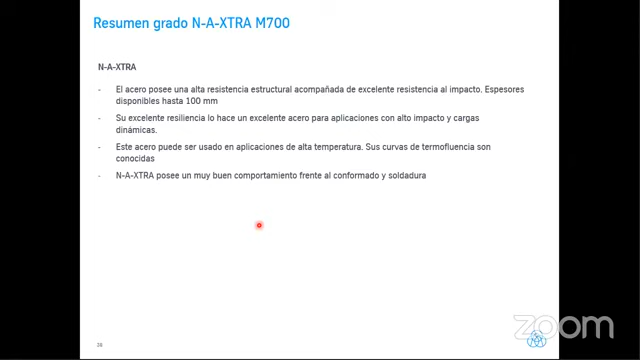 Resumen grado N-A-XTRA M700
N-A-XTRA
- El acero posee una alta resistencia estructural acompañada de excelente resistencia al impacto. Espesores
disponibles hasta 100 mm
- Su excelente resiliencia lo hace un excelente acero para aplicaciones con alto impacto y cargas
dinámicas.
- Este acero puede ser usado en aplicaciones de alta temperatura. Sus curvas de termofluencia son
conocidas
- N-A-XTRA posee un muy buen comportamiento frente al conformado y soldadura
zoom